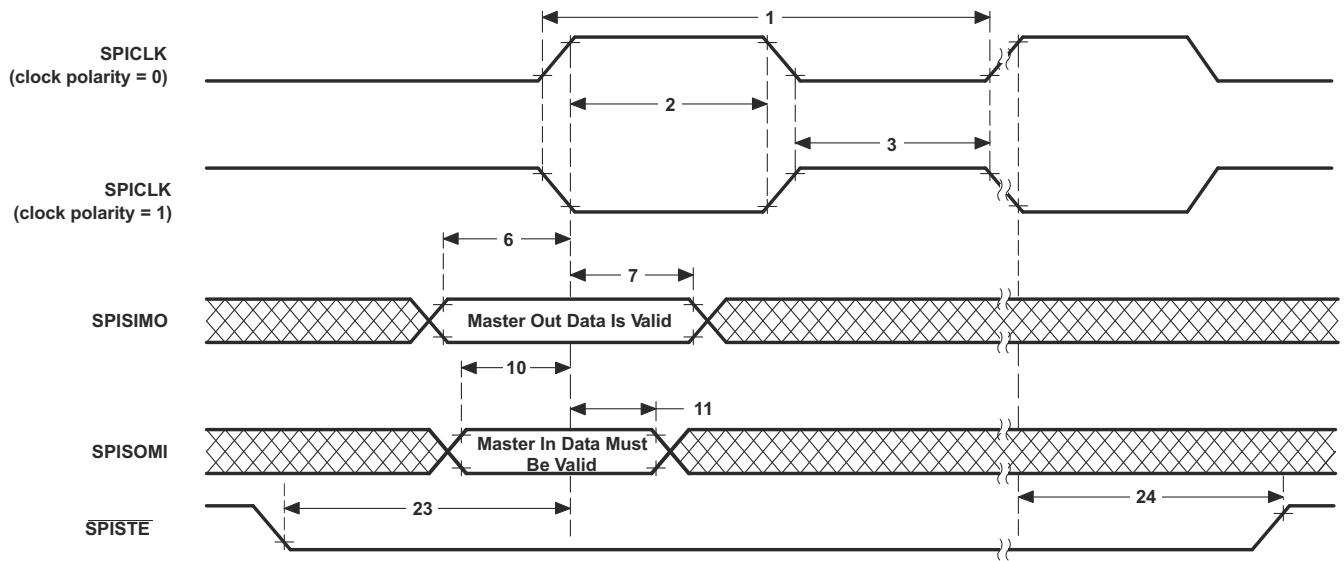 1
SPICLK
(clock polarity = 0)
2
3
SPICLK
(clock polarity = 1)
6
7
SPISIMO
Master Out Data Is Valid
10
11
SPISOMI
Master In Data Must
Be Valid
23
24
SPISTE